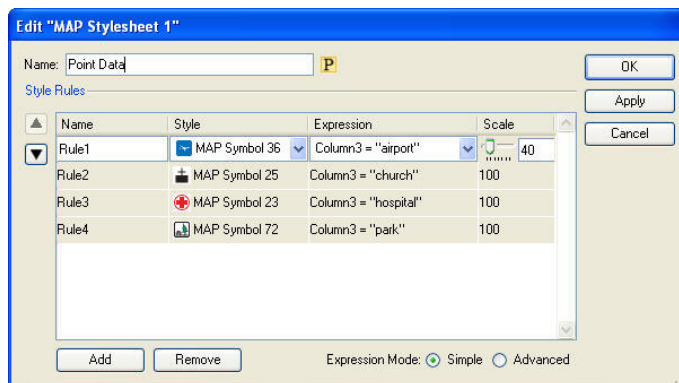 Edit "MAP Stylesheet 1"
Name: Point Data P
OK
Style Rules
Apply
Name Style Expression Scale
Cancel
Rule1 MAP Symbol 36 Column3 = "airport" 40
Rule2 MAP Symbol 25 Column3 = "church" 100
Rule3 MAP Symbol 23 Column3 = "hospital" 100
Rule4 MAP Symbol 72 Column3 = "park" 100
Add Remove Expression Mode: Simple Advanced